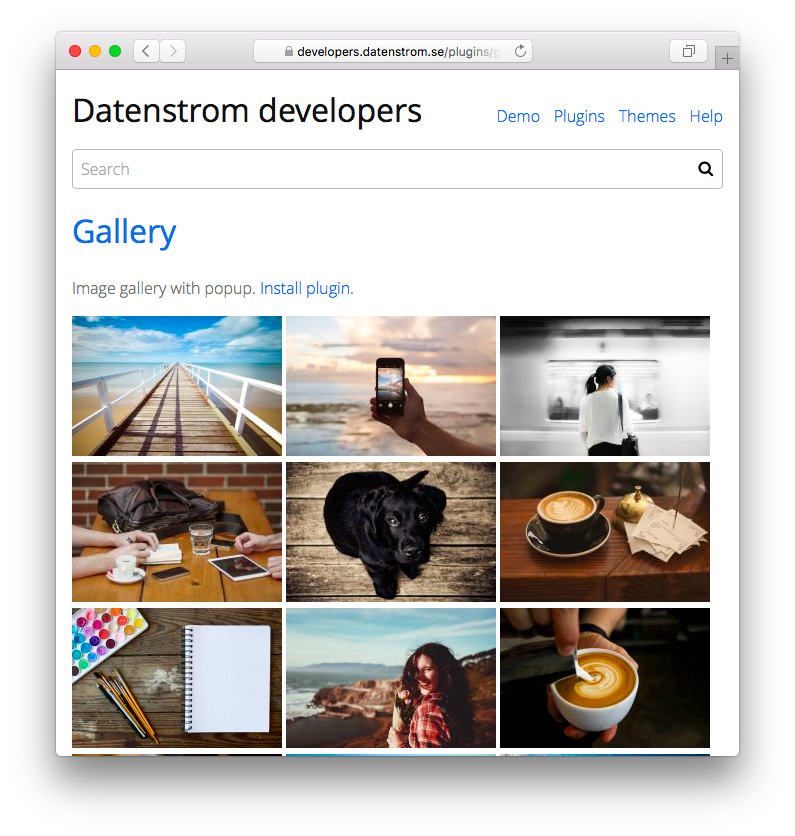 developers.datenstrom.se/plugins/g
Datenstrom developers
Demo Plugins Themes Help
Search
Gallery
Image gallery with popup. Install plugin.